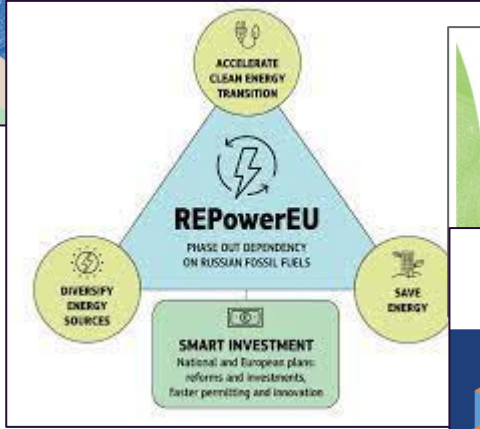 ACCELERATE
CLEAN ENERGY
TRANSITION
REPowerEU
PHASE OUT DEPENDENCY
ON RUSSIAN FOSSIL FUELS
DIVERSIFY
ENERGY
SOURCES
SAVE
ENERGY
SMART INVESTMENT
National and European plans:
reforms and investments,
faster permitting and innovation